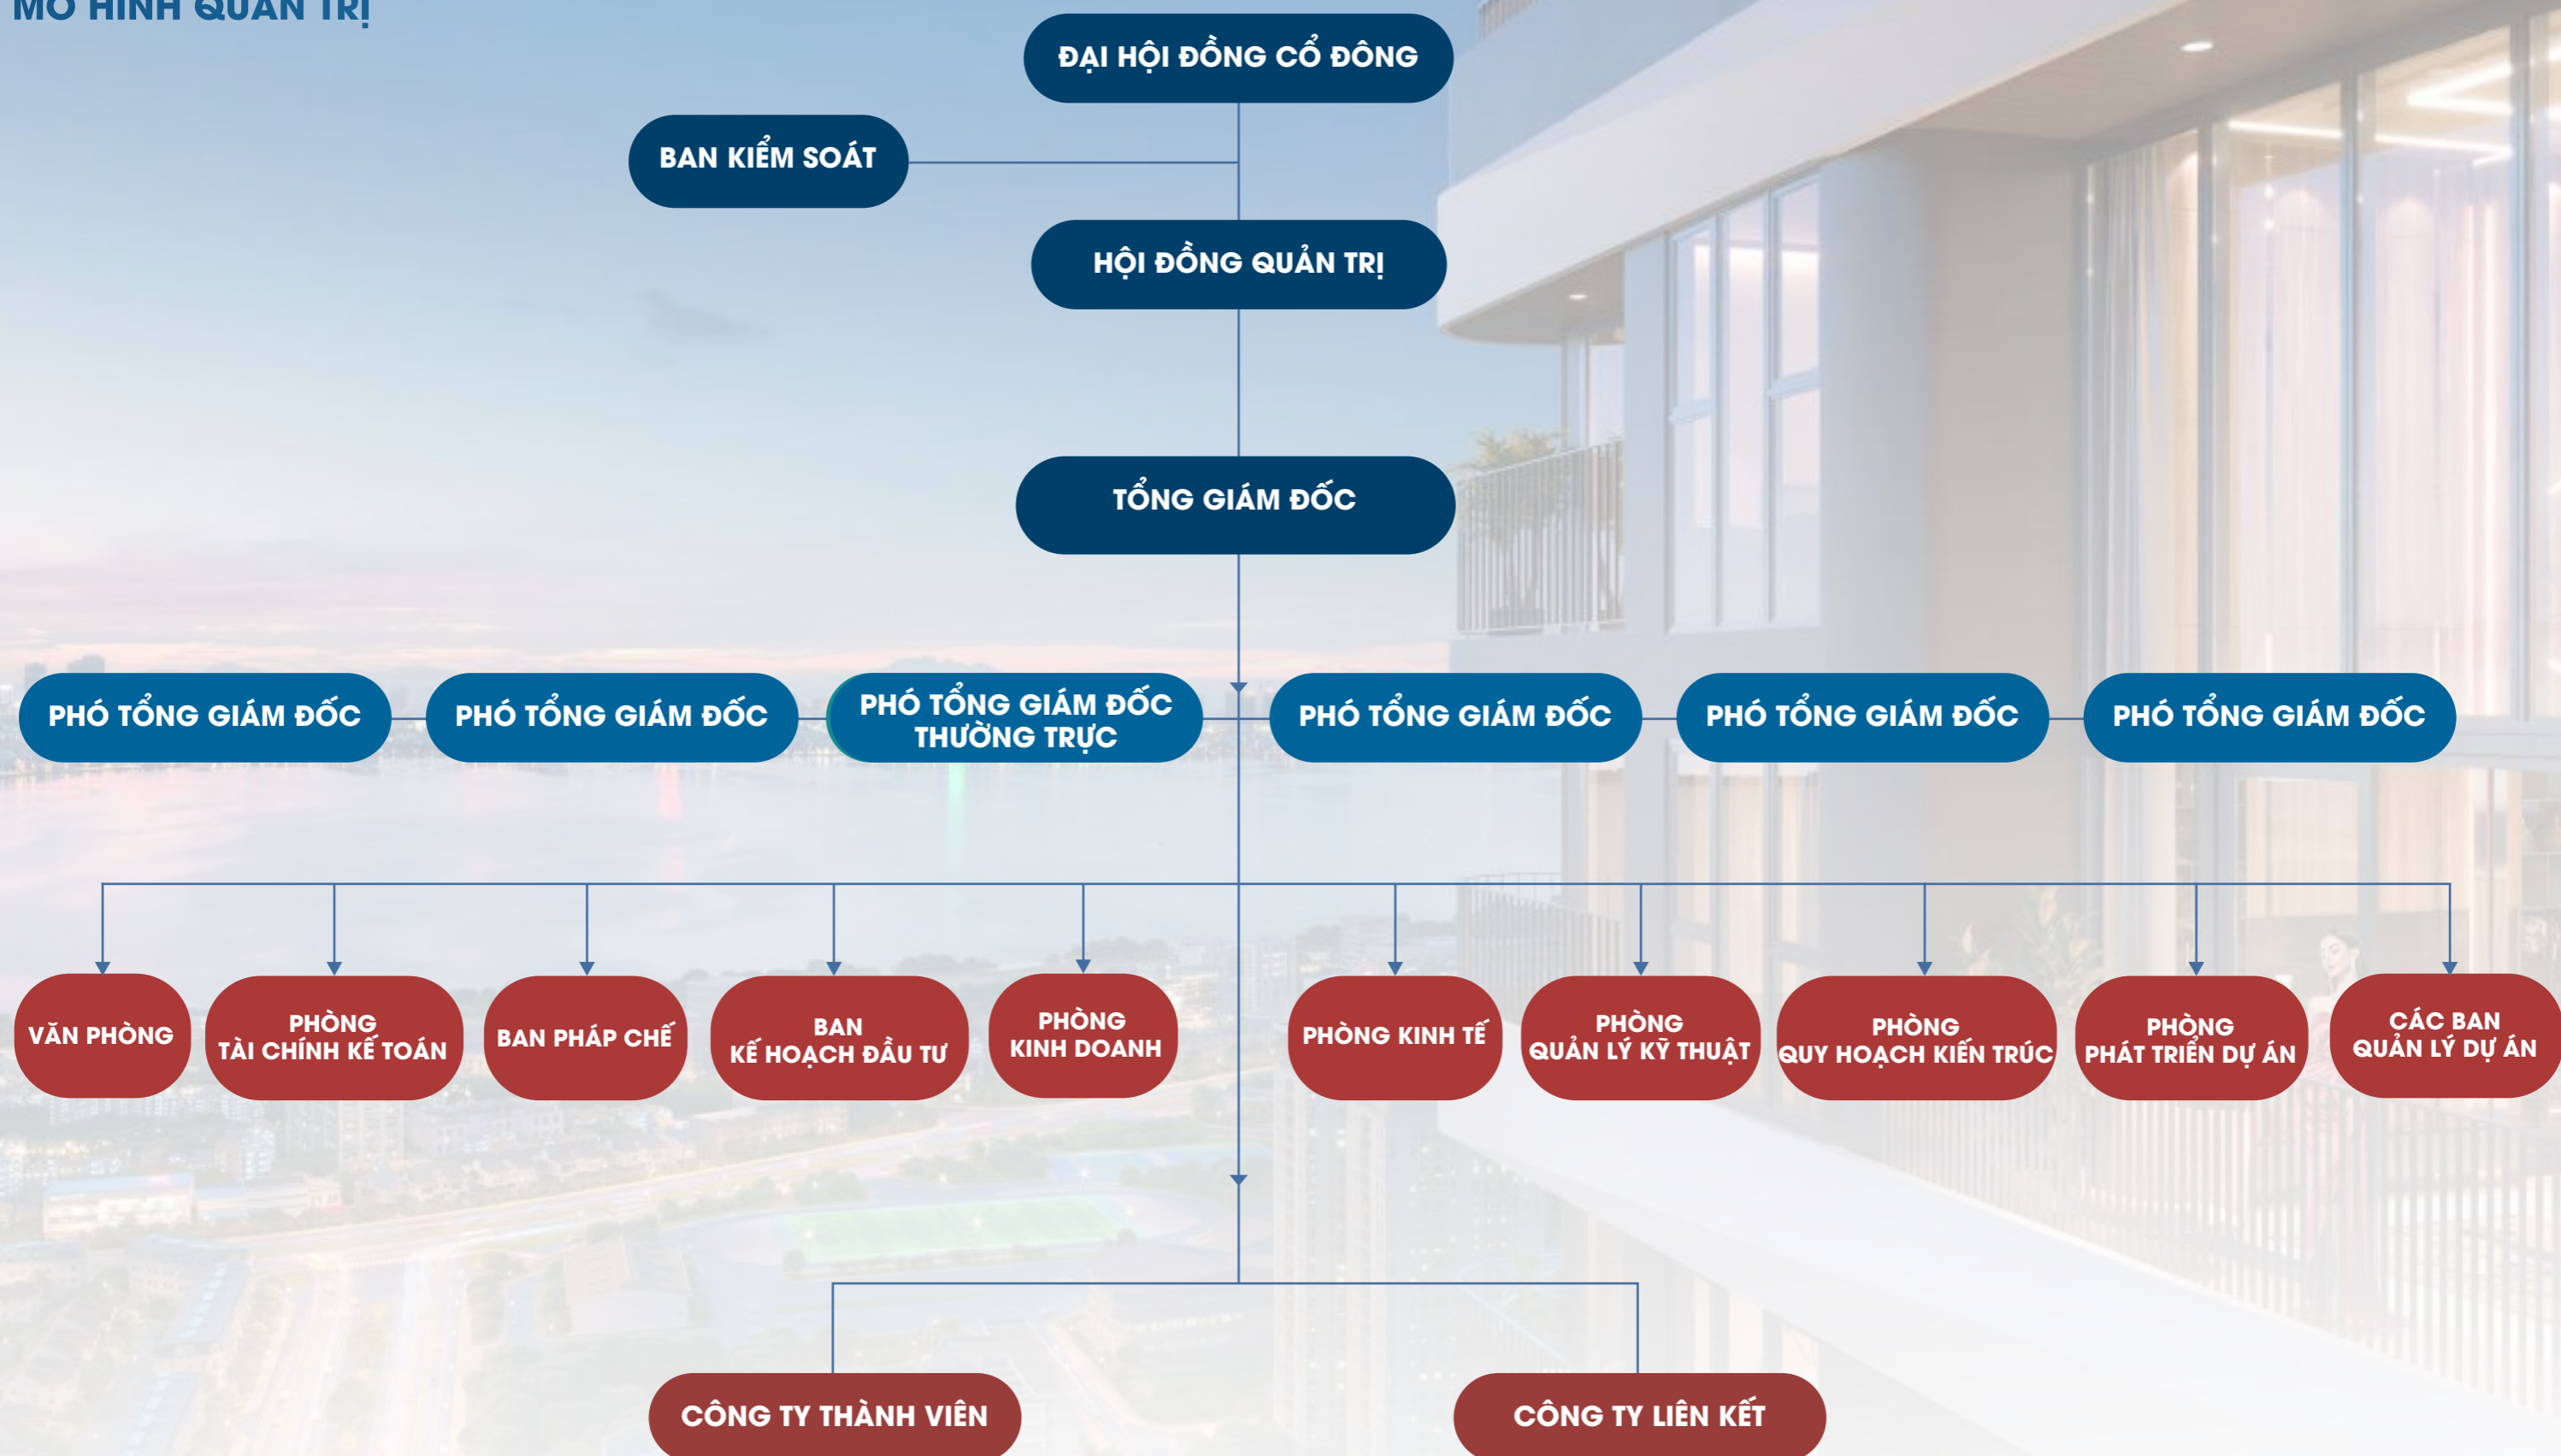 MÔ HÌNH QUẢN TRỊ
ĐẠI HỘI ĐỒNG CỔ ĐÔNG
BAN KIỂM SOÁT
HỘI ĐỒNG QUẢN TRỊ
TỔNG GIÁM ĐỐC
PHÓ TỔNG GIÁM ĐỐC
PHÓ TỔNG GIÁM ĐỐC
PHÓ TỔNG GIÁM ĐỐC
THƯỜNG TRỰC
PHÓ TỔNG GIÁM ĐỐC
PHÓ TỔNG GIÁM ĐỐC
PHÓ TỔNG GIÁM ĐỐC
VĂN PHÒNG
PHÒNG
TÀI CHÍNH KẾ TOÁN
BAN PHÁP CHẾ
BAN
KẾ HOẠCH ĐẦU TƯ
PHÒNG
KINH DOANH
PHÒNG KINH TẾ
PHÒNG
QUẢN LÝ KỸ THUẬT
PHÒNG
QUY HOẠCH KIẾN TRÚC
PHÒNG
PHÁT TRIỂN DỰ ÁN
CÁC BAN
QUẢN LÝ DỰ ÁN
CÔNG TY THÀNH VIÊN
CÔNG TY LIÊN KẾT